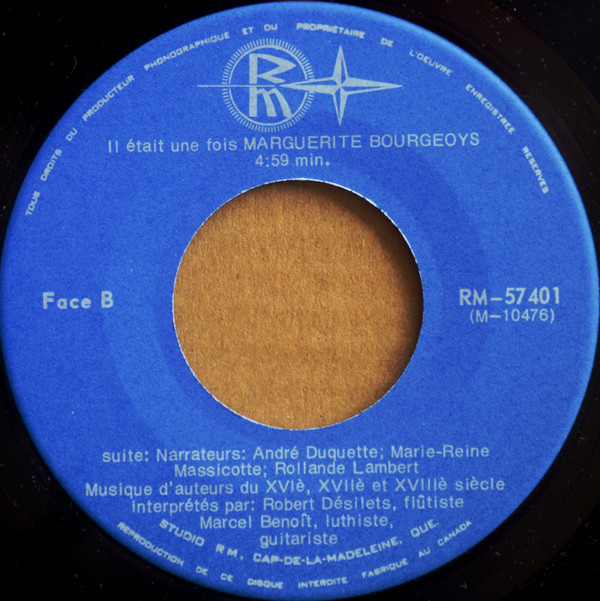 TOUS DROITS DU PRODUCTEUR PHONOGRAPHIQUE ET DU PROPRIÉTAIRE DE L'OEUVRE ENREGISTREE RESERVES
RM
Il était une fois MARGUERITE BOURGEOYS
4:59 min.
Face B
RM-57401
(M-10476)
suite: Narrateurs: André Duquette; Marie-Reine
Massicotte; Rollande Lambert
Musique d'auteurs du XVIè, XVIIè et XVIIIè siècle
interprétés par: Robert Désilets, flûtiste
Marcel Benoît, luthiste,
guitariste
STUDIO RM, CAP-DE-LA-MADELEINE, QUE.
REPRODUCTION DE CE DISQUE INTERDITE FABRIQUE AU CANADA